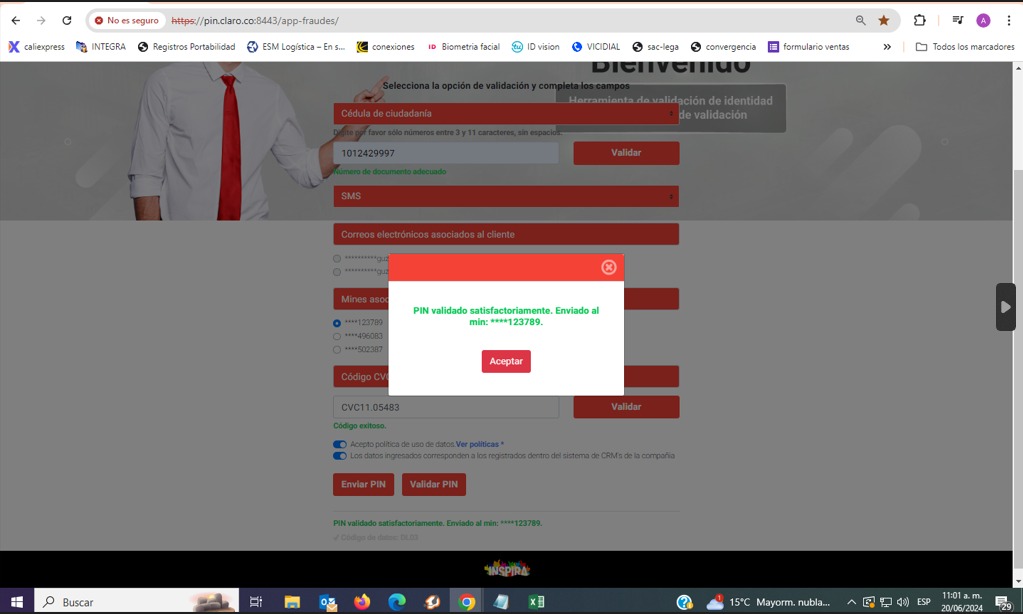 No es seguro
https://pin.claro.co:8443/app-fraudes/
caliexpress
INTEGRA
Registros Portabilidad
ESM Logística – En s...
conexiones
Biometria facial
ID vision
VICIDIAL
sac-lega
convergencia
formulario ventas
»
Todos los marcadores
Bienvenido
Selecciona la opción de validación y completa los campos
Herramienta de validación de identidad
de validación
Cédula de ciudadanía
Digite por favor sólo números entre 3 y 11 caracteres, sin espacios.
1012429997
Validar
Número de documento adecuado
SMS
Correos electrónicos asociados al cliente
**********guz
**********guz
Mines asoc
****123789
****496083
****502387
PIN validado satisfactoriamente. Enviado al
min: ****123789.
Aceptar
Código CVC
CVC11.05483
Validar
Código exitoso.
Acepto política de uso de datos. Ver políticas *
Los datos ingresados corresponden a los registrados dentro del sistema de CRM's de la compañía
Enviar PIN
Validar PIN
PIN validado satisfactoriamente. Enviado al min: ****123789.
INSPIRA
Buscar
15°C Mayorm. nubla...
ESP
11:01 a. m.
20/06/2024
29